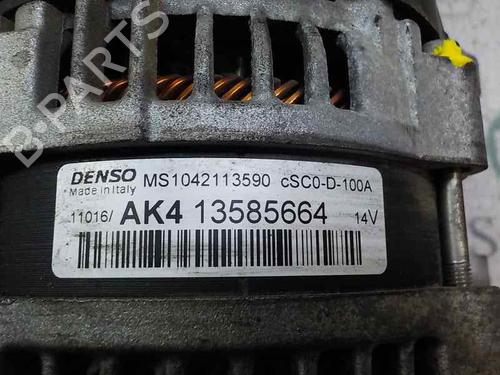 B-PARTS
DENSO MS1042113590 cSC0-D-100A
Made in Italy
11016/ AK4 13585664 14V